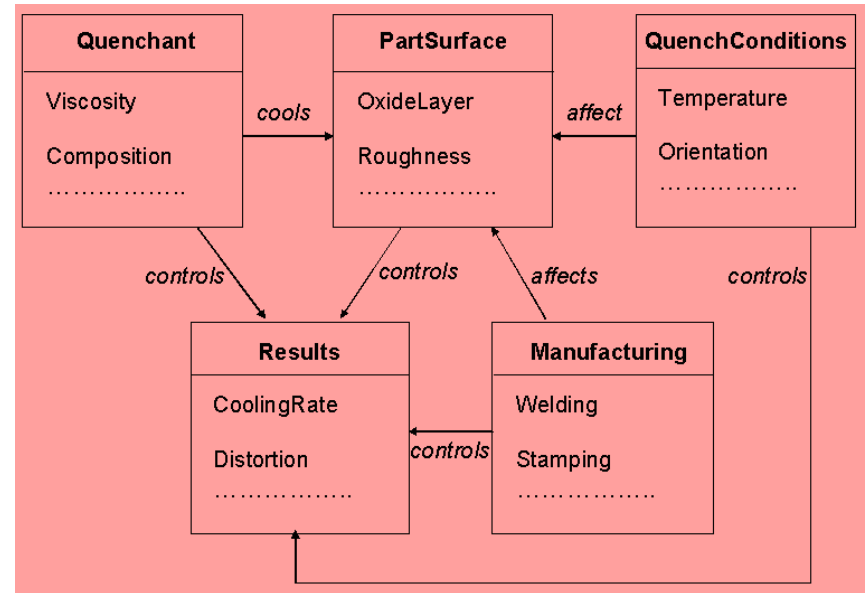 Quenchant
Viscosity
Composition
……………..
cools
PartSurface
OxideLayer
Roughness
……………..
affect
QuenchConditions
Temperature
Orientation
……………..
controls
controls
affects
controls
Results
CoolingRate
Distortion
……………..
controls
Manufacturing
Welding
Stamping
……………..